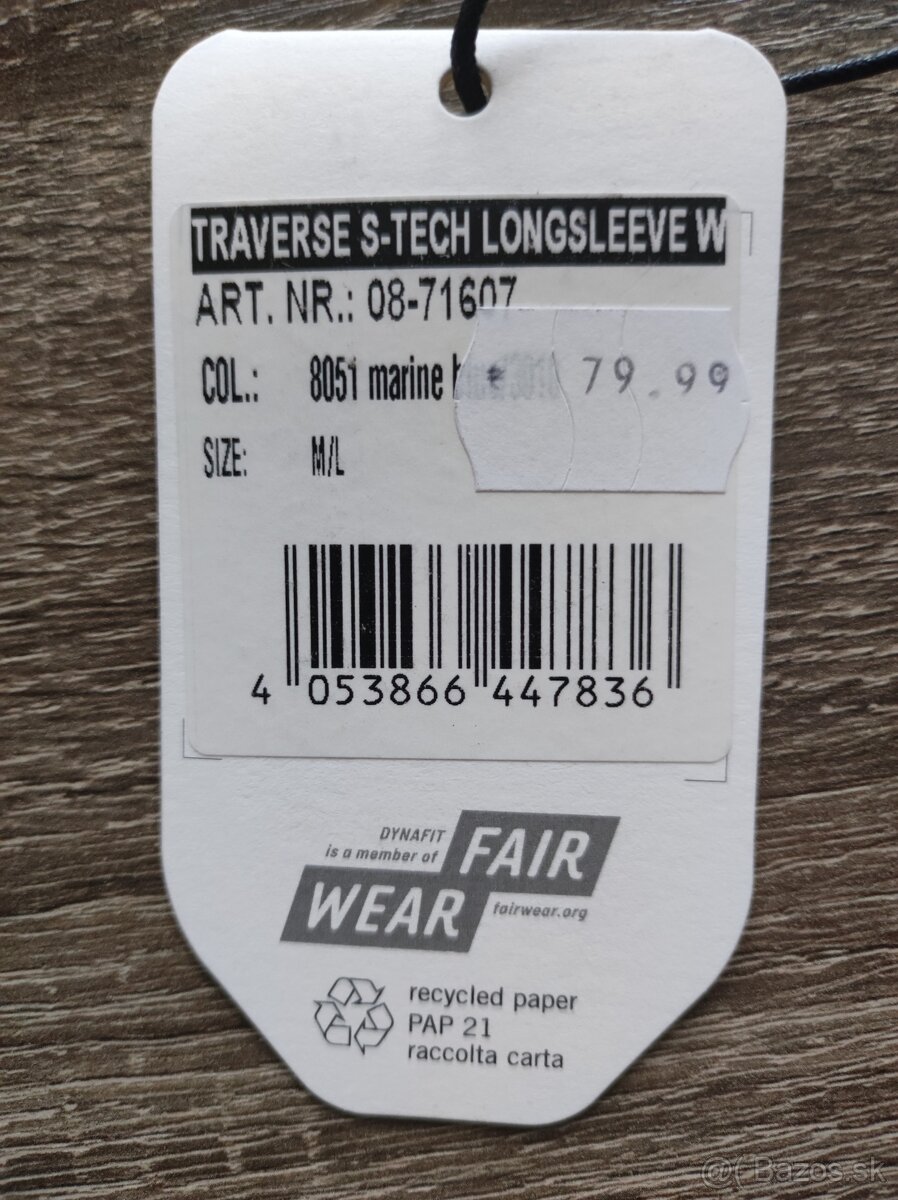 TRAVERSE S-TECH LONGSLEEVE W
ART. NR.: 08-71607
COL.: 8051 marine € 79.99
SIZE: M/L
4 053866 447836
DYNAFIT
is a member of
FAIR
WEAR
fairwear.org
recycled paper
PAP 21
raccolta carta
Bazos.sk